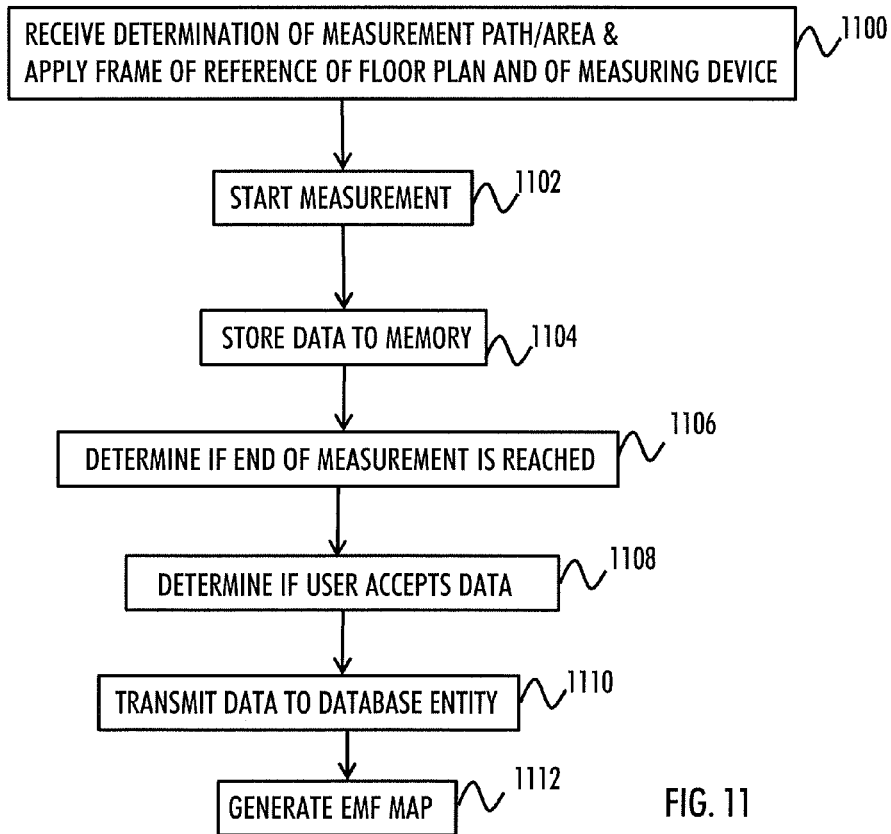 RECEIVE DETERMINATION OF MEASUREMENT PATH/AREA &
APPLY FRAME OF REFERENCE OF FLOOR PLAN AND OF MEASURING DEVICE
1100
START MEASUREMENT
1102
STORE DATA TO MEMORY
1104
DETERMINE IF END OF MEASUREMENT IS REACHED
1106
DETERMINE IF USER ACCEPTS DATA
1108
TRANSMIT DATA TO DATABASE ENTITY
1110
GENERATE EMF MAP
1112
FIG. 11